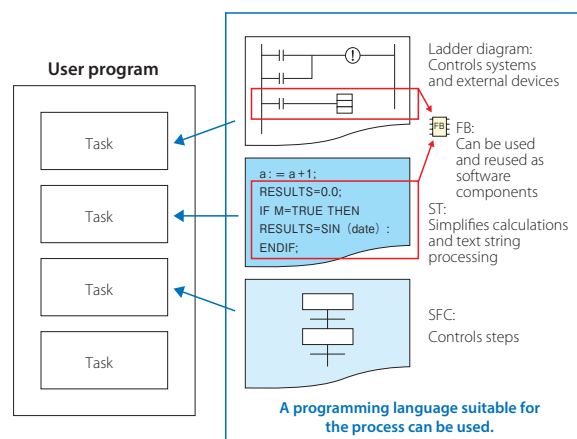 User program
Task
Task
Task
Task
Ladder diagram:
Controls systems
and external devices
FB
FB:
Can be used
and reused as
software
components
a : = a +1;
RESULTS=0.0;
IF M=TRUE THEN
RESULTS=SIN (date) :
ENDIF;
ST:
Simplifies calculations
and text string
processing
SFC:
Controls steps
A programming language suitable for
the process can be used.